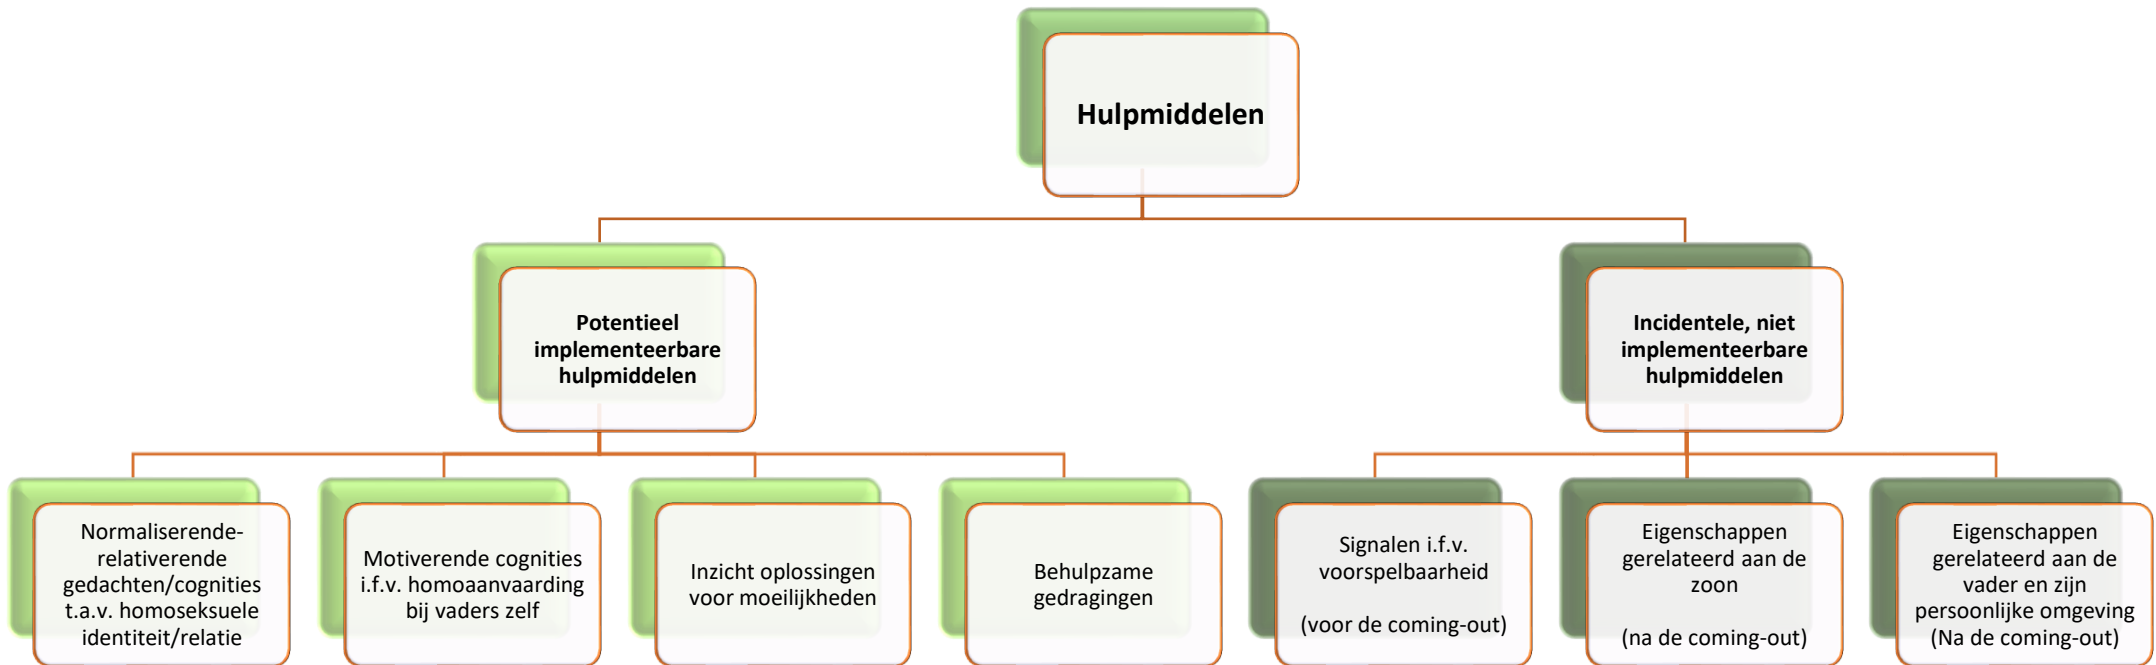 Hulpmiddelen
Potentieel
implementeerbare
hulpmiddelen
Incidentele, niet
implementeerbare
hulpmiddelen
Normaliserende-
relativerende
gedachten/cognities
t.a.v. homoseksuele
identiteit/relatie
Motiverende cognities
i.f.v. homoaanvaarding
bij vaders zelf
Inzicht oplossingen
voor moeilijkheden
Behulpzame
gedragingen
Signalen i.f.v.
voorspelbaarheid
(voor de coming-out)
Eigenschappen
gerelateerd aan de
zoon
(na de coming-out)
Eigenschappen
gerelateerd aan de
vader en zijn
persoonlijke omgeving
(Na de coming-out)